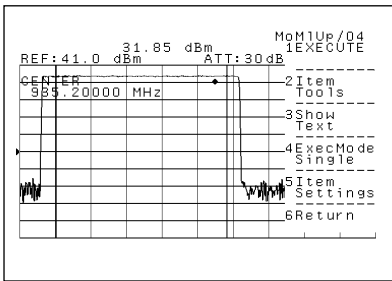 MoM1Up/04
31.85 dBm
1EXECUTE
REF:41.0 dBm
ATT:30dB
CENTER
2Item
Tools
935.20000 MHz
3Show
Text
4ExecMode
Single
5Item
Settings
6Return